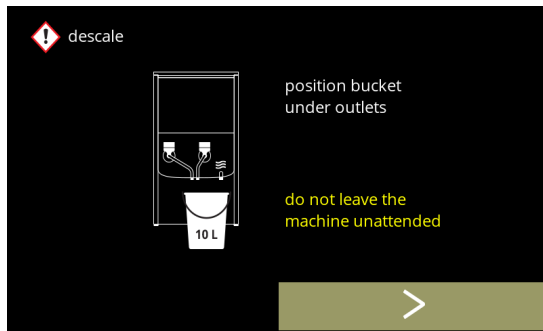 descale
position bucket
under outlets
10 L
do not leave the
machine unattended